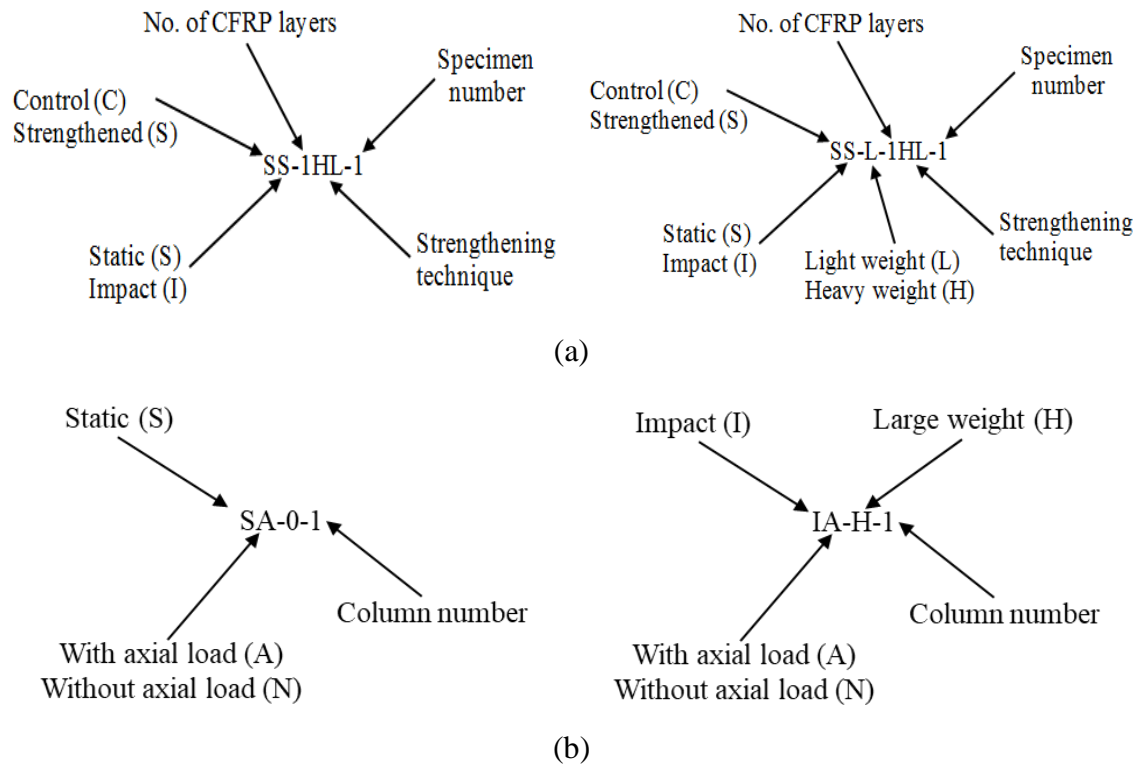 No. of CFRP layers
Specimen
number
Control (C)
Strengthened (S)
SS-1HL-1
Static (S)
Impact (I)
Strengthening
technique
No. of CFRP layers
Specimen
number
Control (C)
Strengthened (S)
SS-L-1HL-1
Static (S)
Impact (I)
Light weight (L)
Heavy weight (H)
Strengthening
technique
(a)
Static (S)
SA-0-1
Column number
With axial load (A)
Without axial load (N)
Impact (I)
Large weight (H)
IA-H-1
Column number
With axial load (A)
Without axial load (N)
(b)